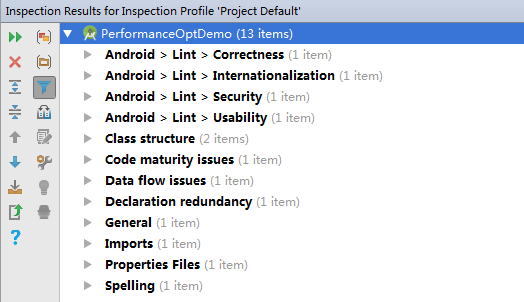 Inspection Results for Inspection Profile 'Project Default'
PerformanceOptDemo (13 items)
Android > Lint > Correctness (1 item)
Android > Lint > Internationalization (1 item)
Android > Lint > Security (1 item)
Android > Lint > Usability (1 item)
Class structure (2 items)
Code maturity issues (1 item)
Data flow issues (1 item)
Declaration redundancy (1 item)
General (1 item)
Imports (1 item)
Properties Files (1 item)
Spelling (1 item)